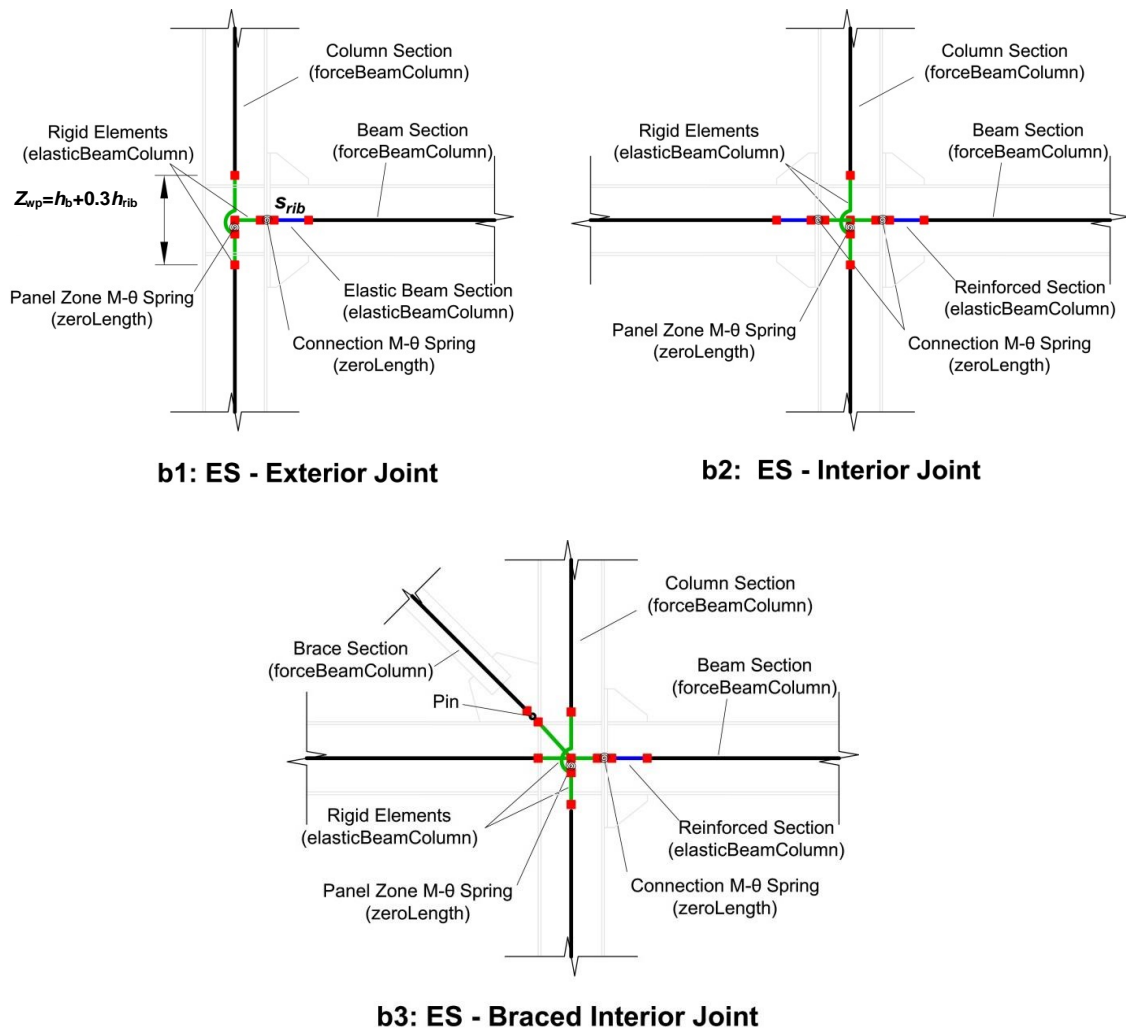 Column Section
(forceBeamColumn)
Rigid Elements
(elasticBeamColumn)
Beam Section
(forceBeamColumn)
Zwp=hb+0.3hrib
srib
Panel Zone M-θ Spring
(zeroLength)
Elastic Beam Section
(elasticBeamColumn)
Connection M-θ Spring
(zeroLength)
b1: ES - Exterior Joint
Column Section
(forceBeamColumn)
Rigid Elements
(elasticBeamColumn)
Beam Section
(forceBeamColumn)
Panel Zone M-θ Spring
(zeroLength)
Reinforced Section
(elasticBeamColumn)
Connection M-θ Spring
(zeroLength)
b2: ES - Interior Joint
Column Section
(forceBeamColumn)
Brace Section
(forceBeamColumn)
Pin
Beam Section
(forceBeamColumn)
Rigid Elements
(elasticBeamColumn)
Reinforced Section
(elasticBeamColumn)
Panel Zone M-θ Spring
(zeroLength)
Connection M-θ Spring
(zeroLength)
b3: ES - Braced Interior Joint